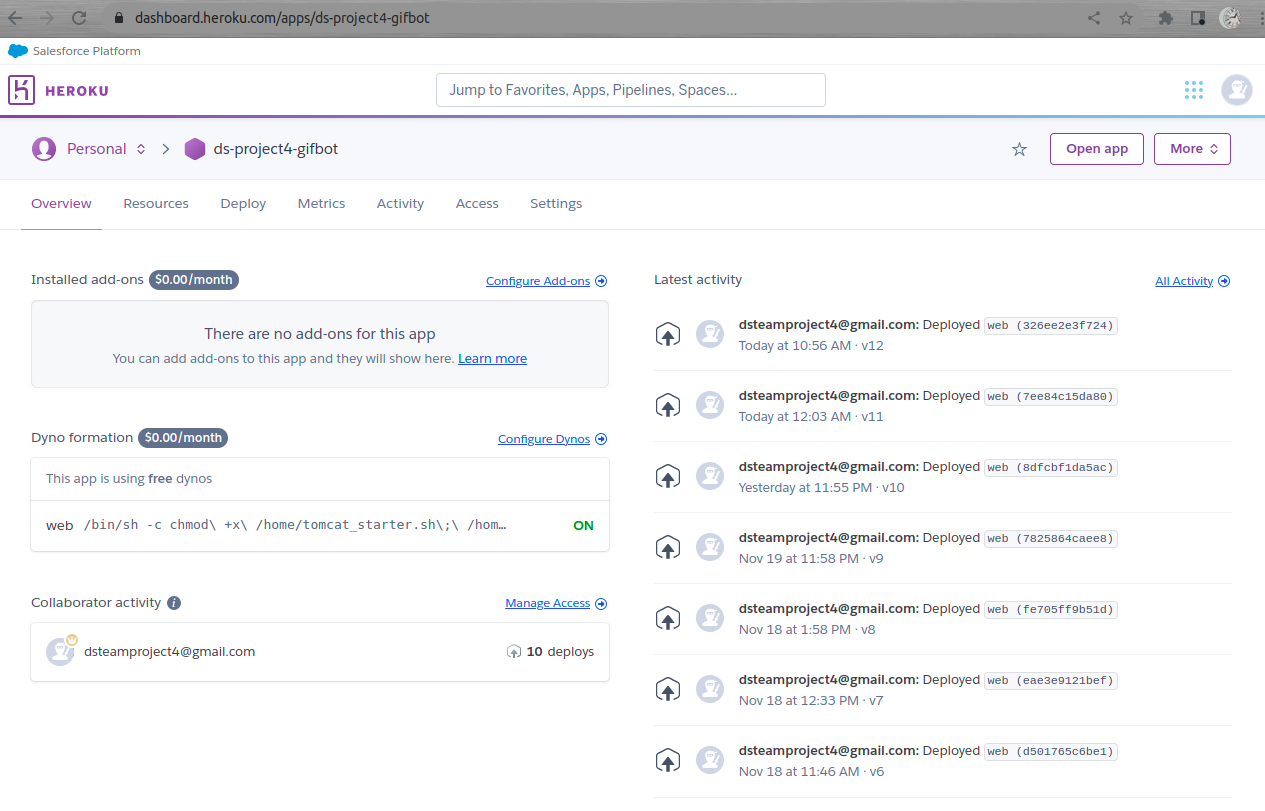 dashboard.heroku.com/apps/ds-project4-gifbot
Salesforce Platform
HEROKU
Jump to Favorites, Apps, Pipelines, Spaces...
Personal
ds-project4-gifbot
Open app
More
Overview
Resources
Deploy
Metrics
Activity
Access
Settings
Installed add-ons $0.00/month
Configure Add-ons
There are no add-ons for this app
You can add add-ons to this app and they will show here. Learn more
Dyno formation $0.00/month
Configure Dynos
This app is using free dynos
web /bin/sh -c chmod\ +x\ /home/tomcat_starter.sh\;\ /hom…
ON
Collaborator activity
Manage Access
dsteamproject4@gmail.com
10 deploys
Latest activity
All Activity
dsteamproject4@gmail.com: Deployed web (326ee2e3f724)
Today at 10:56 AM · v12
dsteamproject4@gmail.com: Deployed web (7ee84c15da80)
Today at 12:03 AM · v11
dsteamproject4@gmail.com: Deployed web (8dfcbf1da5ac)
Yesterday at 11:55 PM · v10
dsteamproject4@gmail.com: Deployed web (7825864caee8)
Nov 19 at 11:58 PM · v9
dsteamproject4@gmail.com: Deployed web (fe705ff9b51d)
Nov 18 at 1:58 PM · v8
dsteamproject4@gmail.com: Deployed web (eae3e9121bef)
Nov 18 at 12:33 PM · v7
dsteamproject4@gmail.com: Deployed web (d501765c6be1)
Nov 18 at 11:46 AM · v6